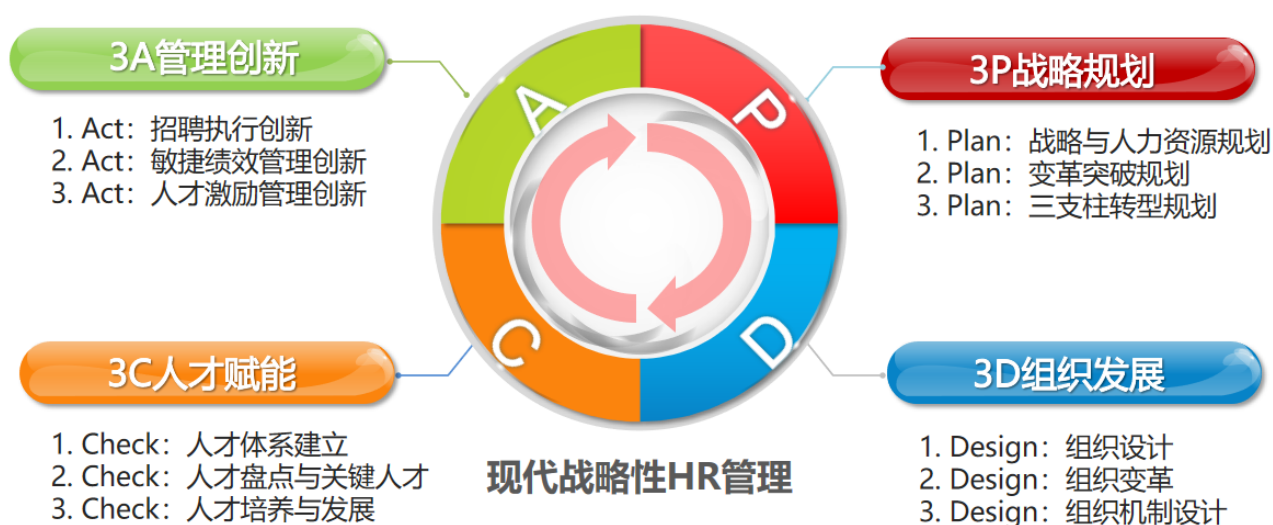 3A管理创新
1. Act：招聘执行创新
2. Act：敏捷绩效管理创新
3. Act：人才激励管理创新
A
P
C
D
3P战略规划
1. Plan：战略与人力资源规划
2. Plan：变革突破规划
3. Plan：三支柱转型规划
3C人才赋能
1. Check：人才体系建立
2. Check：人才盘点与关键人才
3. Check：人才培养与发展
现代战略性HR管理
3D组织发展
1. Design：组织设计
2. Design：组织变革
3. Design：组织机制设计